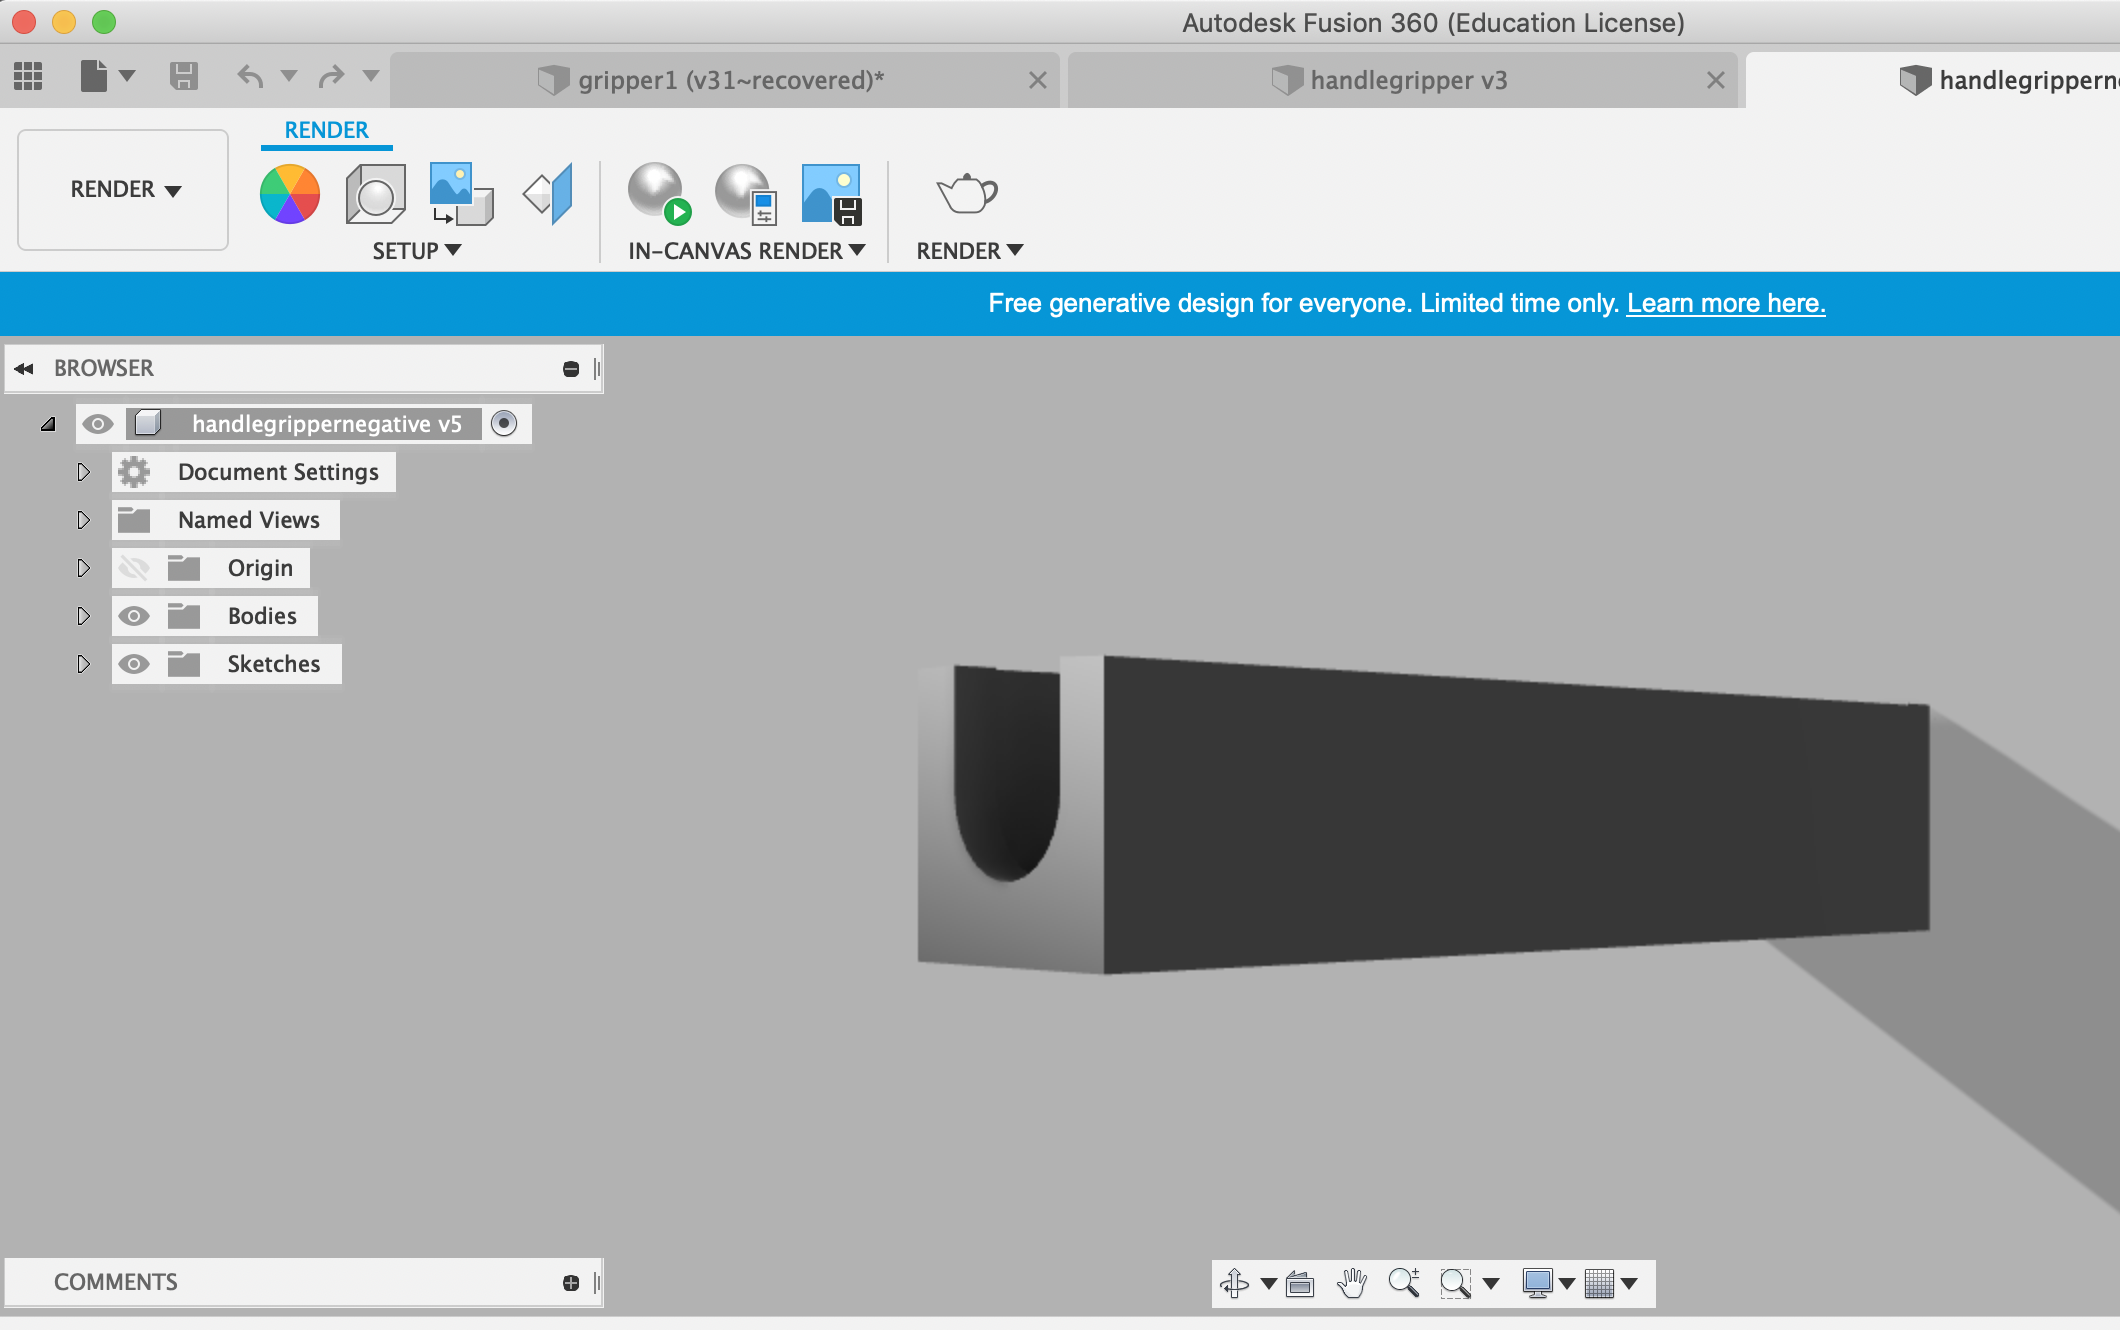 Autodesk Fusion 360 (Education License)
gripper1 (v31~recovered)*
handlegripper v3
handlegripperne
RENDER
RENDER
SETUP
IN-CANVAS RENDER
RENDER
Free generative design for everyone. Limited time only. Learn more here.
BROWSER
handlegrippernegative v5
Document Settings
Named Views
Origin
Bodies
Sketches
COMMENTS